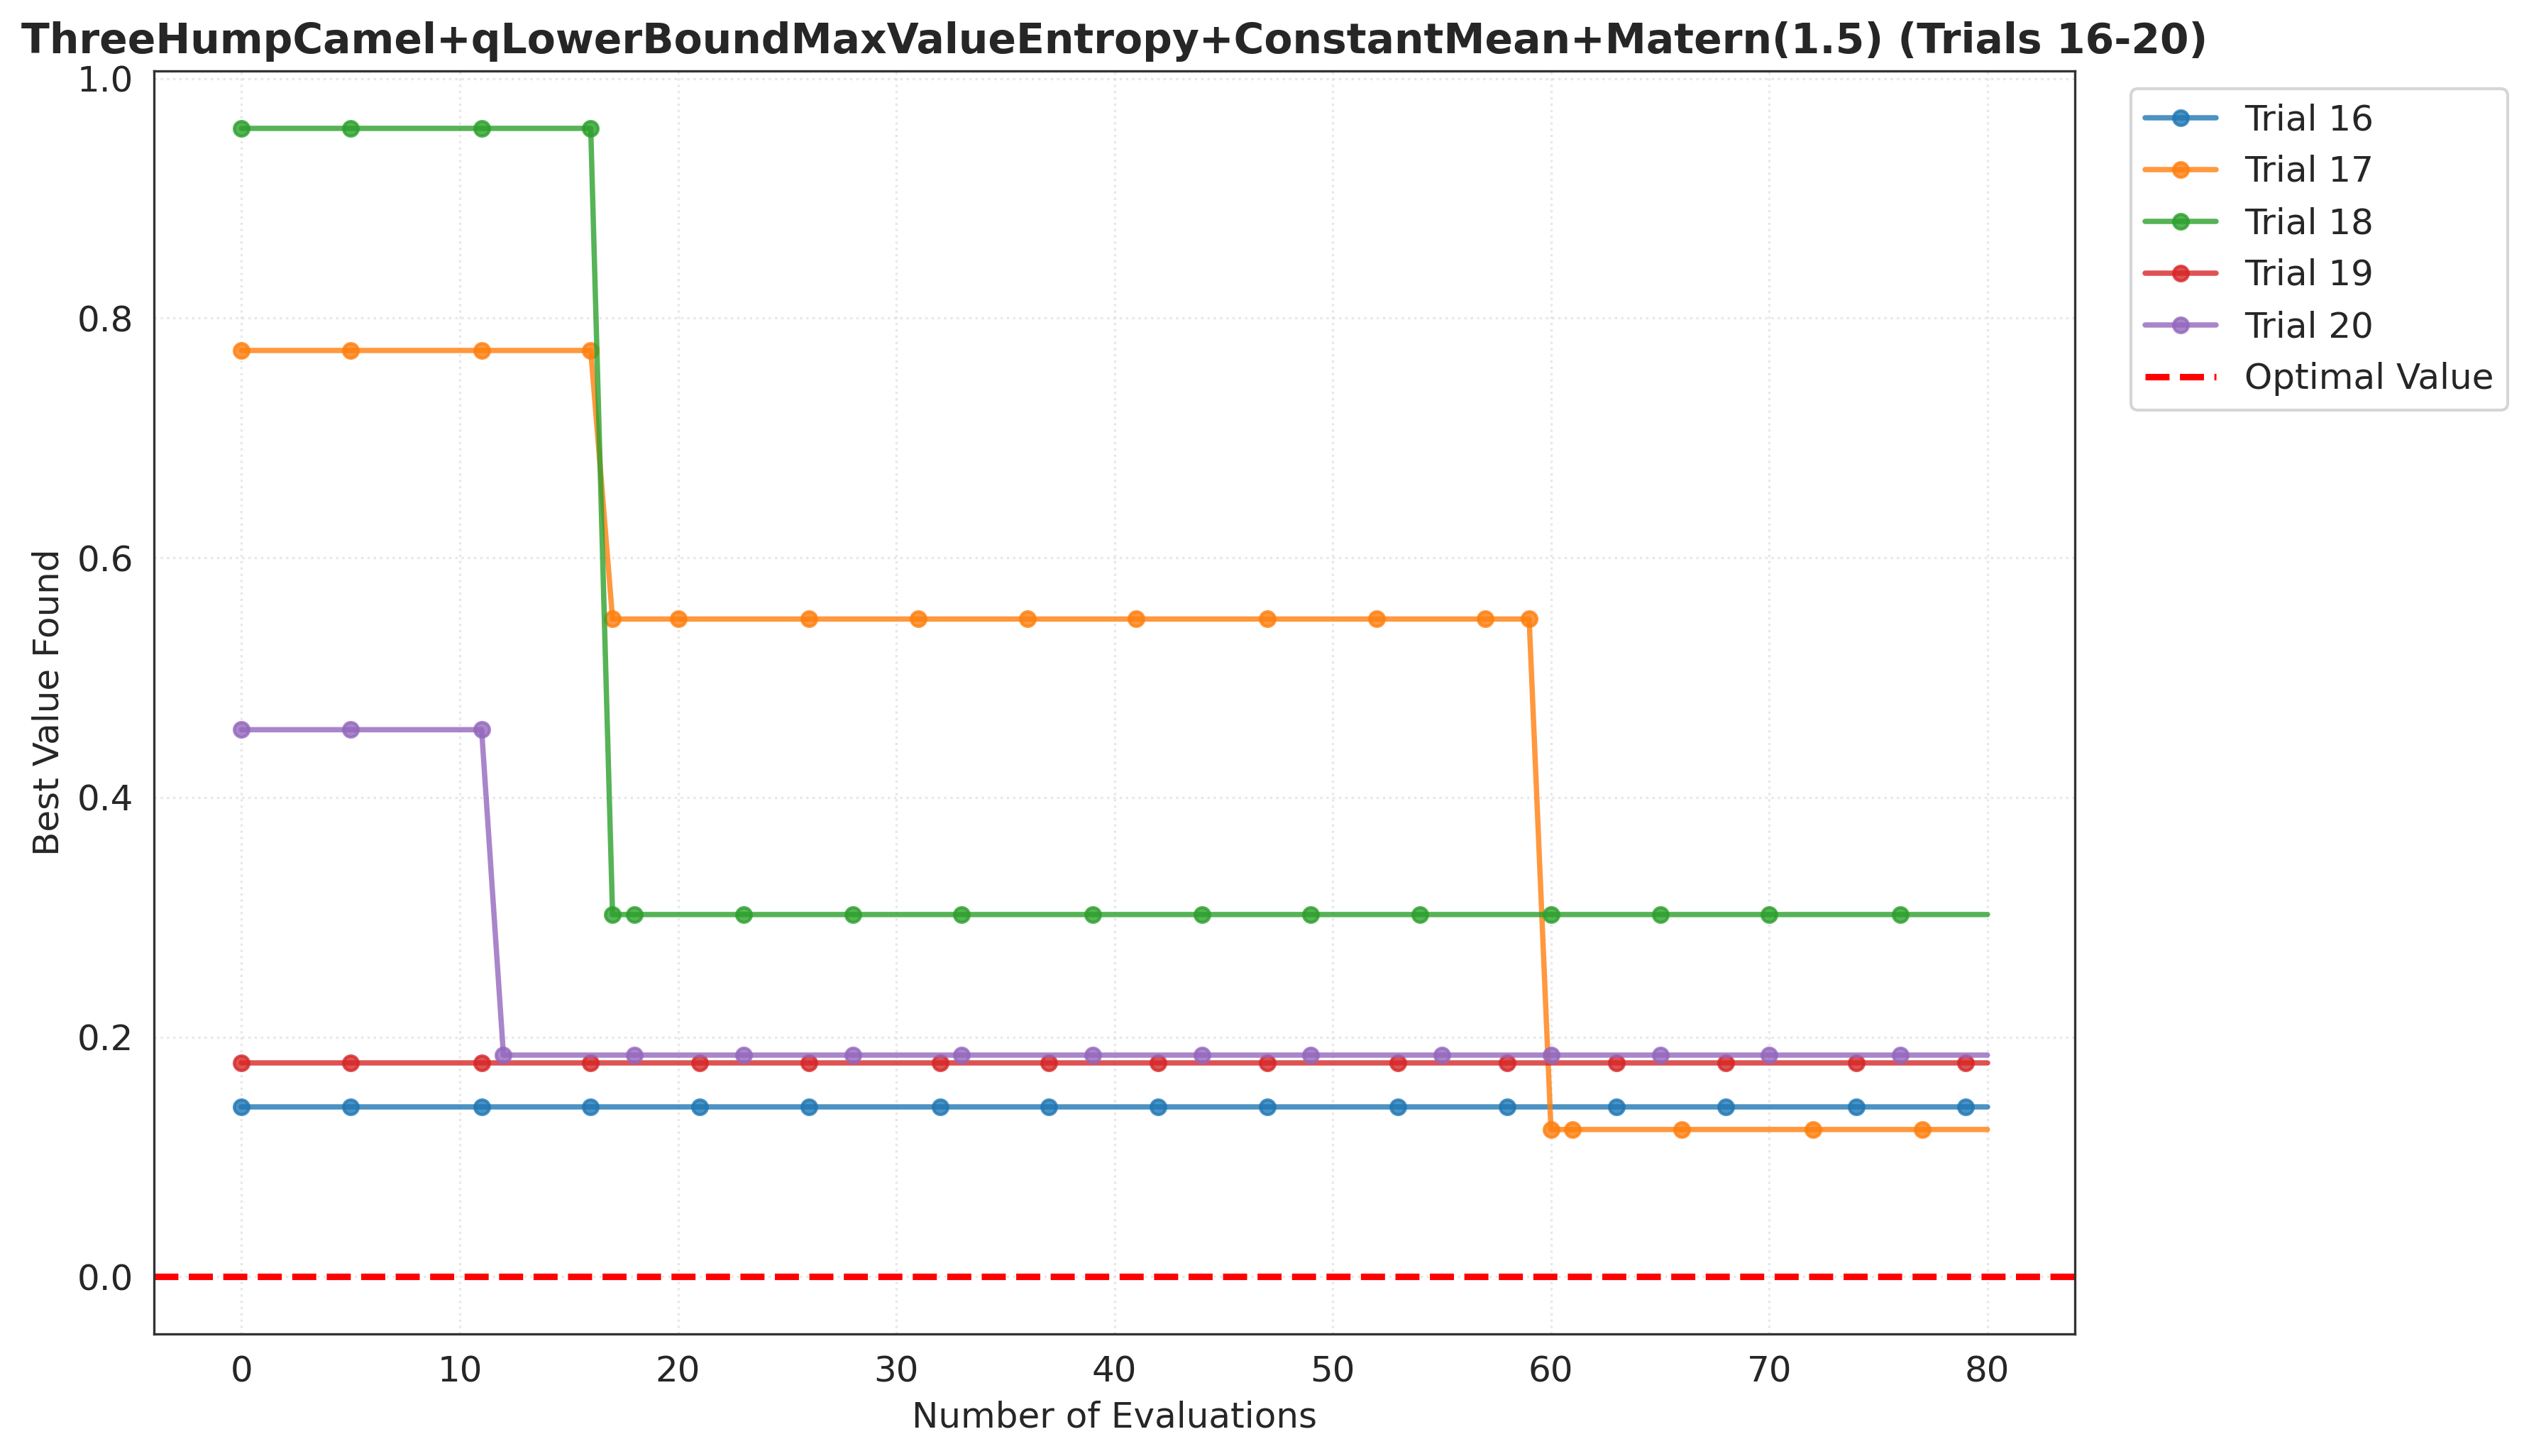 ThreeHumpCamel+qLowerBoundMaxValueEntropy+ConstantMean+Matern(1.5) (Trials 16-20)
1.0
0.8
0.6
0.4
0.2
0.0
Best Value Found
0 10 20 30 40 50 60 70 80
Number of Evaluations
Trial 16
Trial 17
Trial 18
Trial 19
Trial 20
Optimal Value